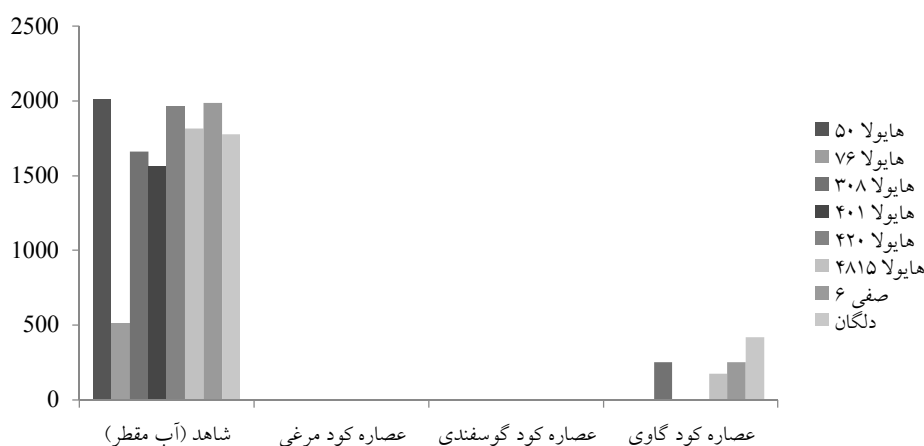 2500
2000
1500
1000
500
0
شاهد (آب مقطر)
عصاره کود مرغی
عصاره کود گوسفندی
عصاره کود گاوی
هایولا ۵۰
هایولا ۷۶
هایولا ۳۰۸
هایولا ۴۰۱
هایولا ۴۲۰
هایولا ۴۸۱۵
صفی ۶
دلگان